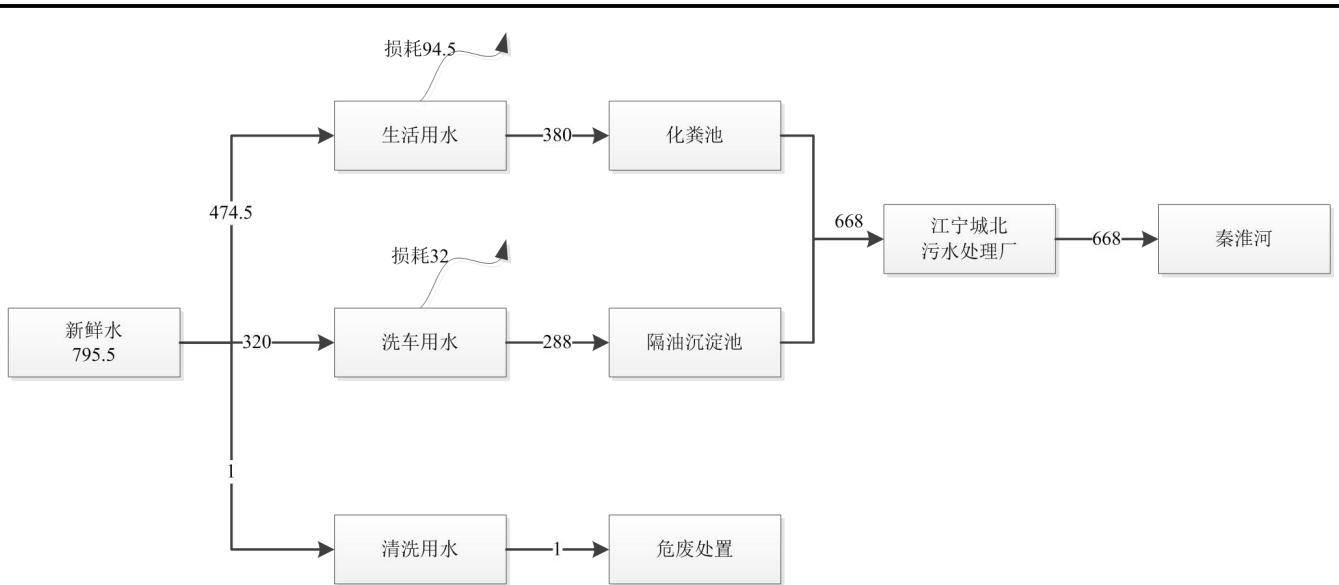 损耗94.5
生活用水
380
化粪池
474.5
668
江宁城北
污水处理厂
668
秦淮河
损耗32
新鲜水
795.5
320
洗车用水
288
隔油沉淀池
1
清洗用水
1
危废处置